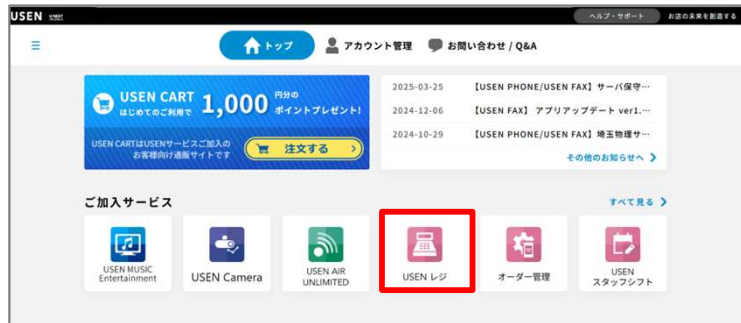 USEN
ヘルプ・サポート
お店の未来を創造する
トップ
アカウント管理
お問い合わせ / Q&A
USEN CART
はじめてのご利用で
1,000
円分の
ポイントプレゼント!
USEN CARTはUSENサービスご加入の
お客様向け通販サイトです
注文する
2025-03-25 【USEN PHONE/USEN FAX】サーバ保守…
2024-12-06 【USEN FAX】 アプリアップデート ver1.…
2024-10-29 【USEN PHONE/USEN FAX】埼玉物理サ…
その他のお知らせへ
ご加入サービス
すべて見る
USEN MUSIC
Entertainment
USEN Camera
USEN AIR
UNLIMITED
USEN レジ
オーダー管理
USEN
スタッフシフト